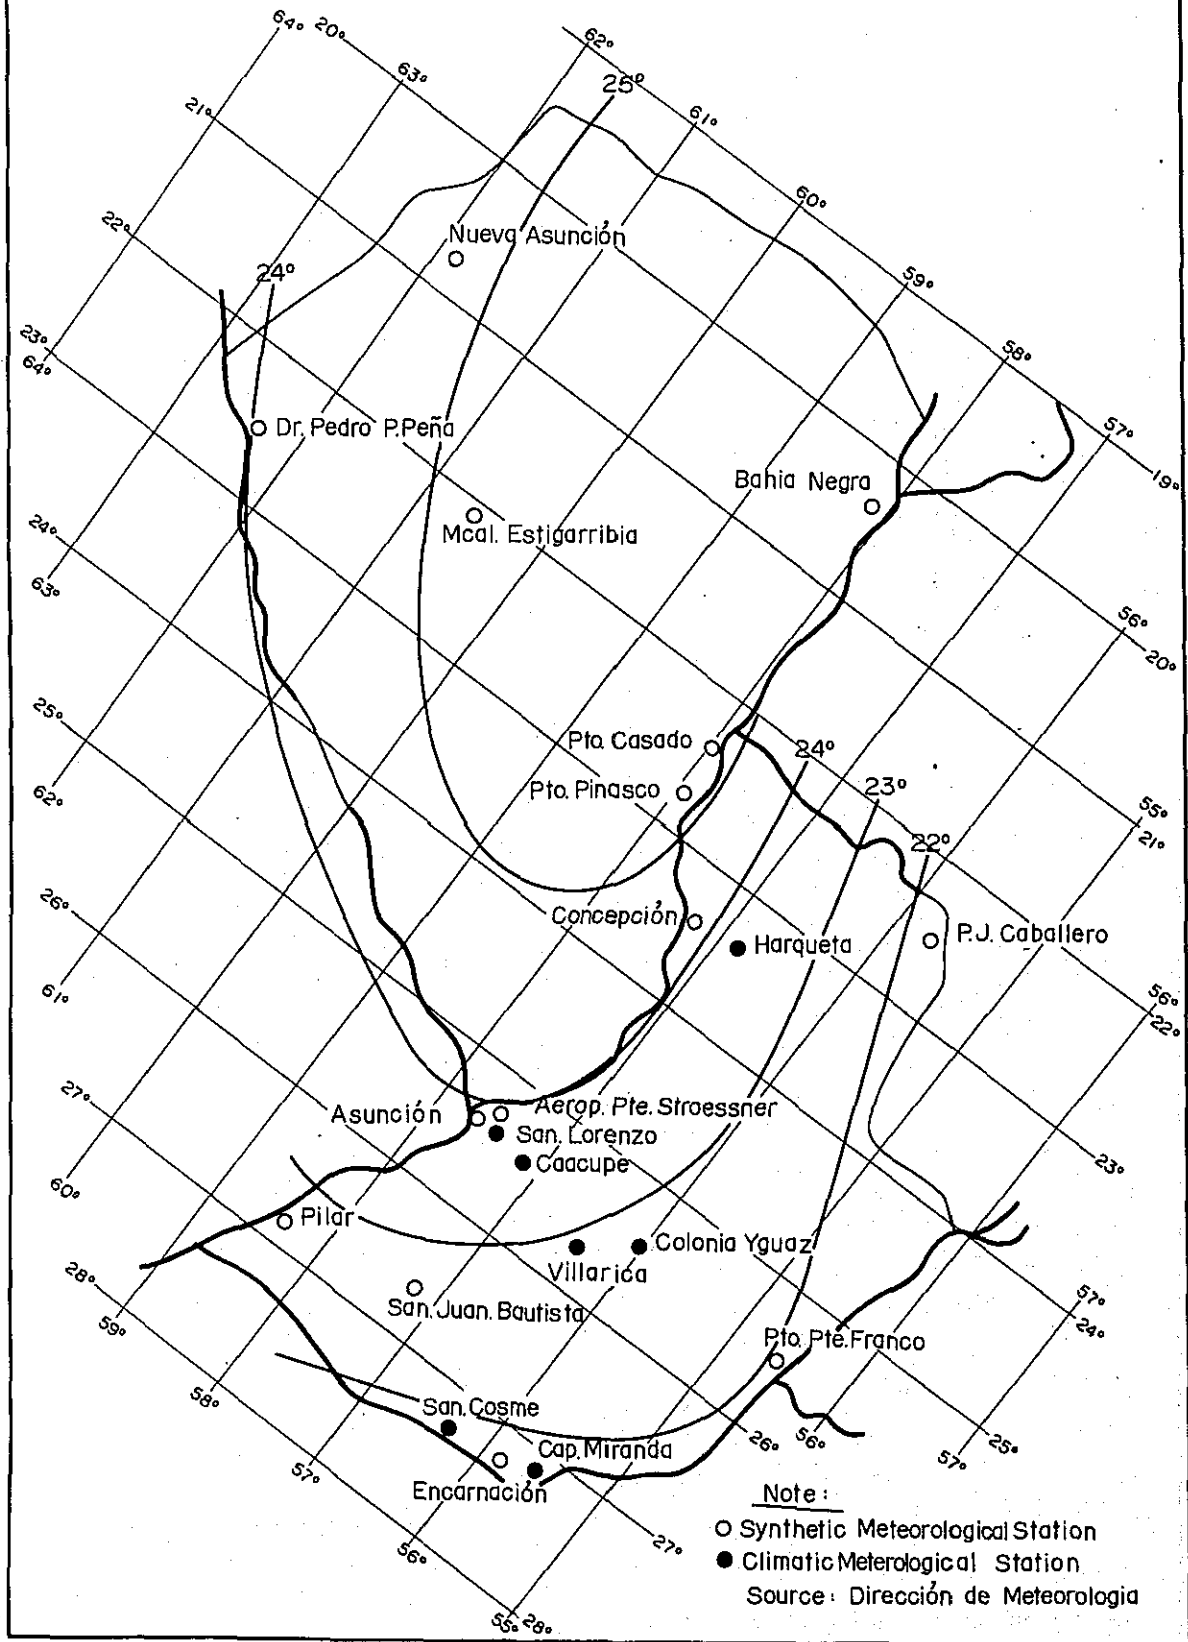 64° 20°
62°
63°
25°
61°
21°
60°
22°
Nueva Asunción
24°
59°
23°
64°
58°
Dr. Pedro P.Peña
57°
19°
Bahia Negra
24°
Mcal. Estigarribia
63°
56°
20°
25°
Pto. Casado
24°
Pto. Pinasco
23°
62°
55°
21°
22°
26°
Concepción
Harqueta
P.J. Caballero
61°
56°
22°
27°
Asunción
Aerop. Pte. Stroessner
San. Lorenzo
Caacupe
23°
60°
Pilar
Colonia Yguaz
Villarica
28°
59°
San. Juan. Bautista
57°
24°
Pto. Pte. Franco
58°
San. Cosme
26°
56°
25°
57°
Cap. Miranda
57°
Encarnación
27°
56°
55° 28°
Note :
Synthetic Meteorological Station
Climatic Meterological Station
Source : Dirección de Meteorologia